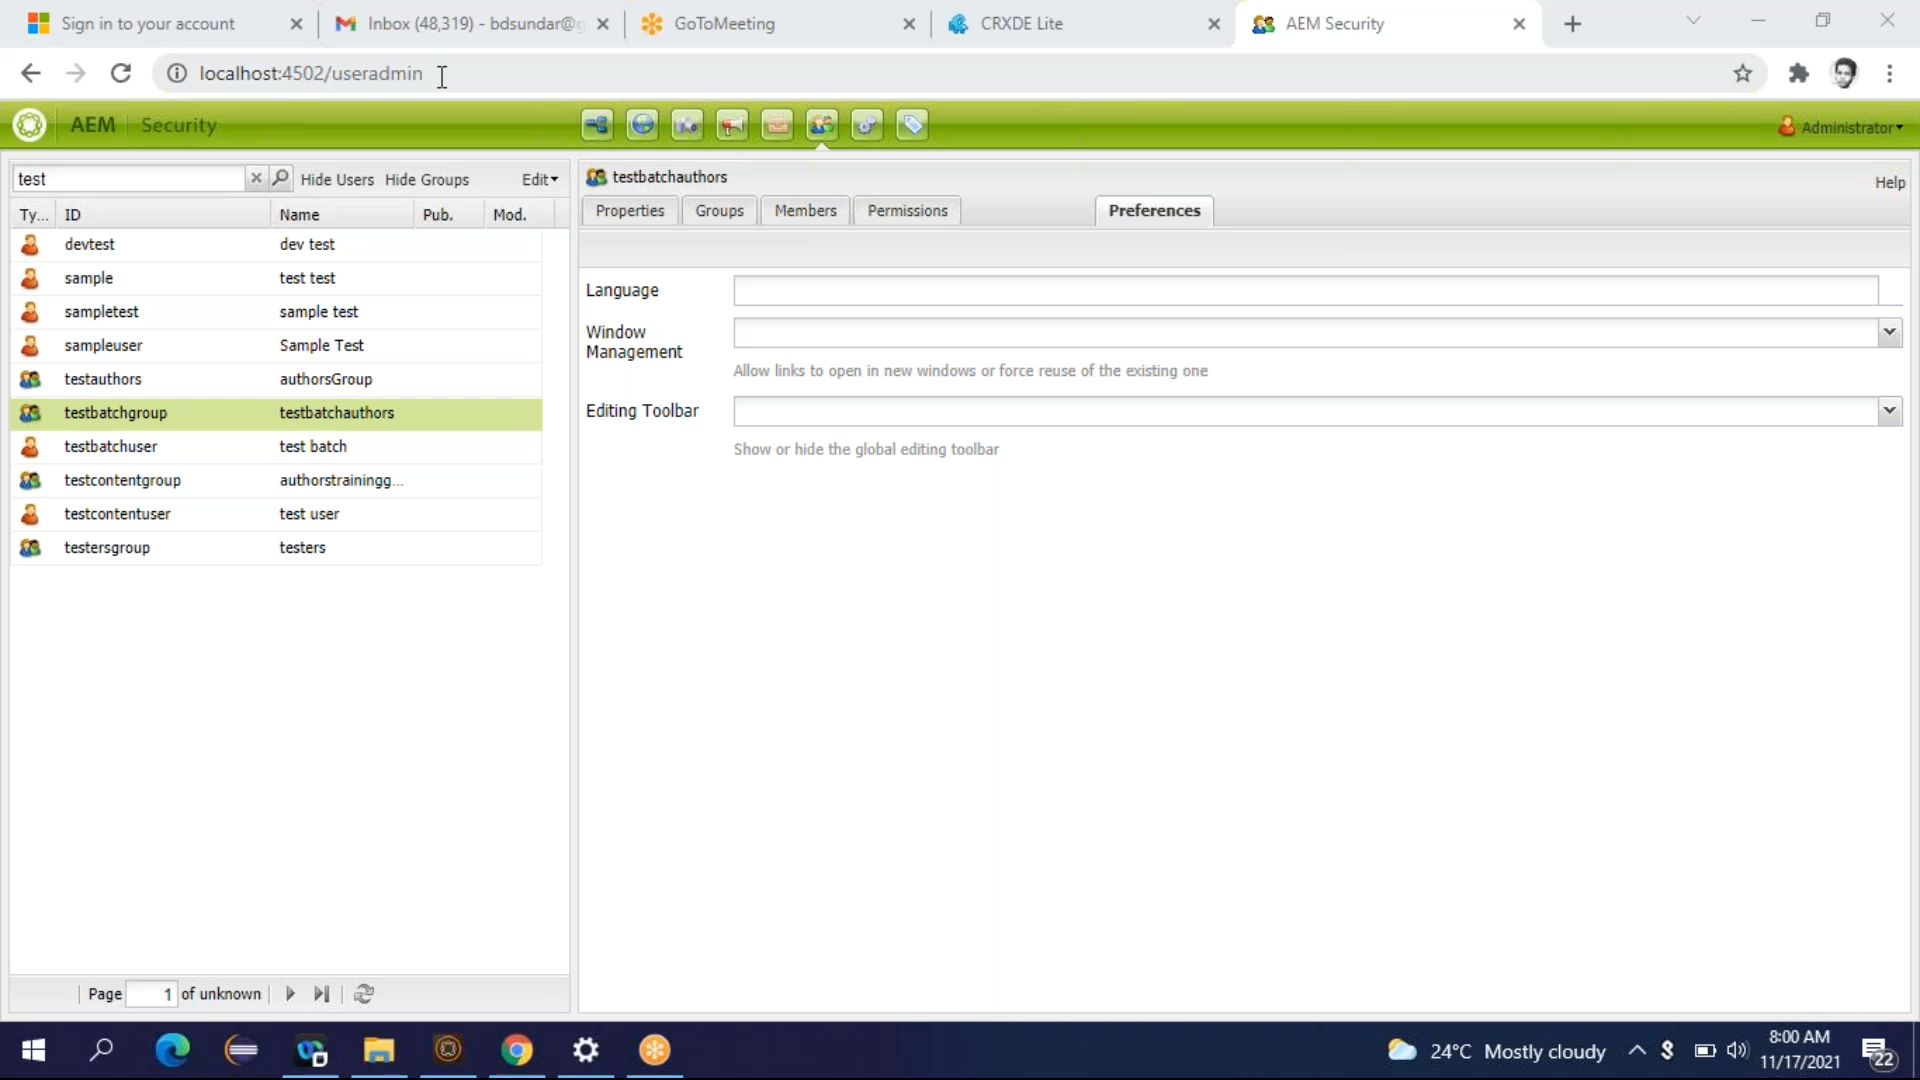 Sign in to your account
Inbox (48,319) - bdsundar@g
GoToMeeting
CRXDE Lite
AEM Security
localhost:4502/useradmin
AEM Security
Administrator
test
Hide Users Hide Groups Edit
testbatchauthors
Help
Properties Groups Members Permissions Preferences
Ty... ID Name Pub. Mod.
devtest dev test
sample test test
sampletest sample test
sampleuser Sample Test
testauthors authorsGroup
testbatchgroup testbatchauthors
testbatchuser test batch
testcontentgroup authorstrainingg...
testcontentuser test user
testersgroup testers
Language
Window
Management
Allow links to open in new windows or force reuse of the existing one
Editing Toolbar
Show or hide the global editing toolbar
Page 1 of unknown
24°C Mostly cloudy
8:00 AM
11/17/2021
22